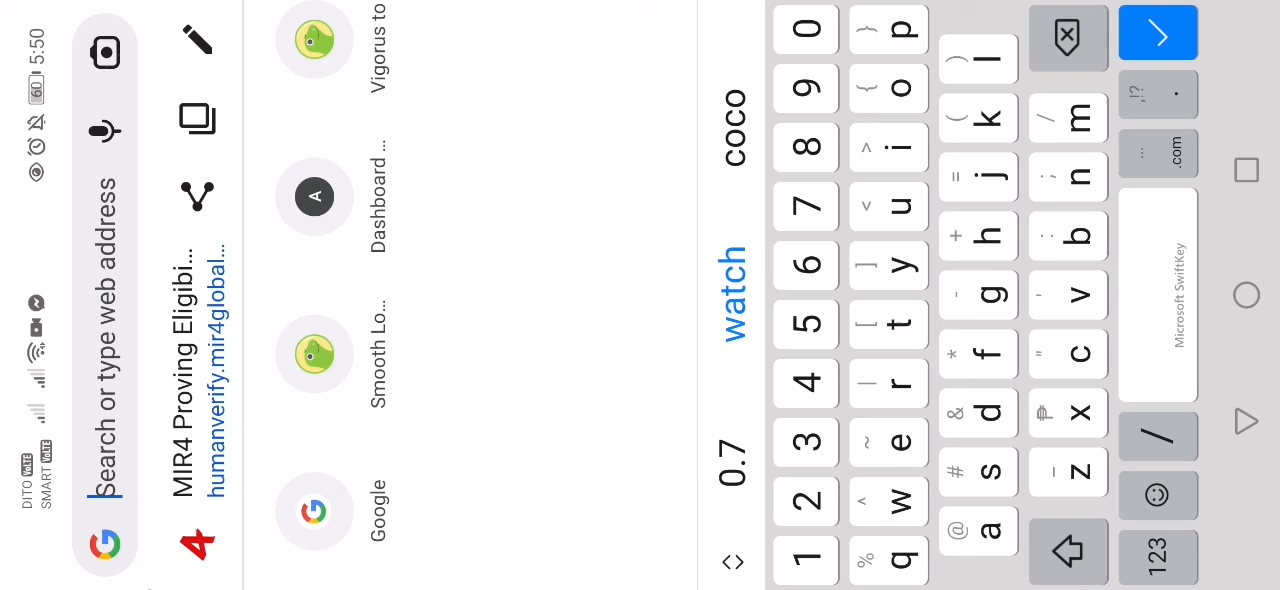 DITO VoLTE
SMART VoLTE
60 5:50
Search or type web address
MIR4 Proving Eligibi...
humanverify.mir4global...
Google
Smooth Lo...
Dashboard ...
Vigorus to
A
0.7 watch coco
1 2 3 4 5 6 7 8 9 0
% ^ ~ | [ ] < > { }
q w e r t y u i o p
@ # & * - + = ( )
a s d f g h j k l
_ ₱ " ' : ; /
z x c v b n m
123 / Microsoft SwiftKey .com ,!? .